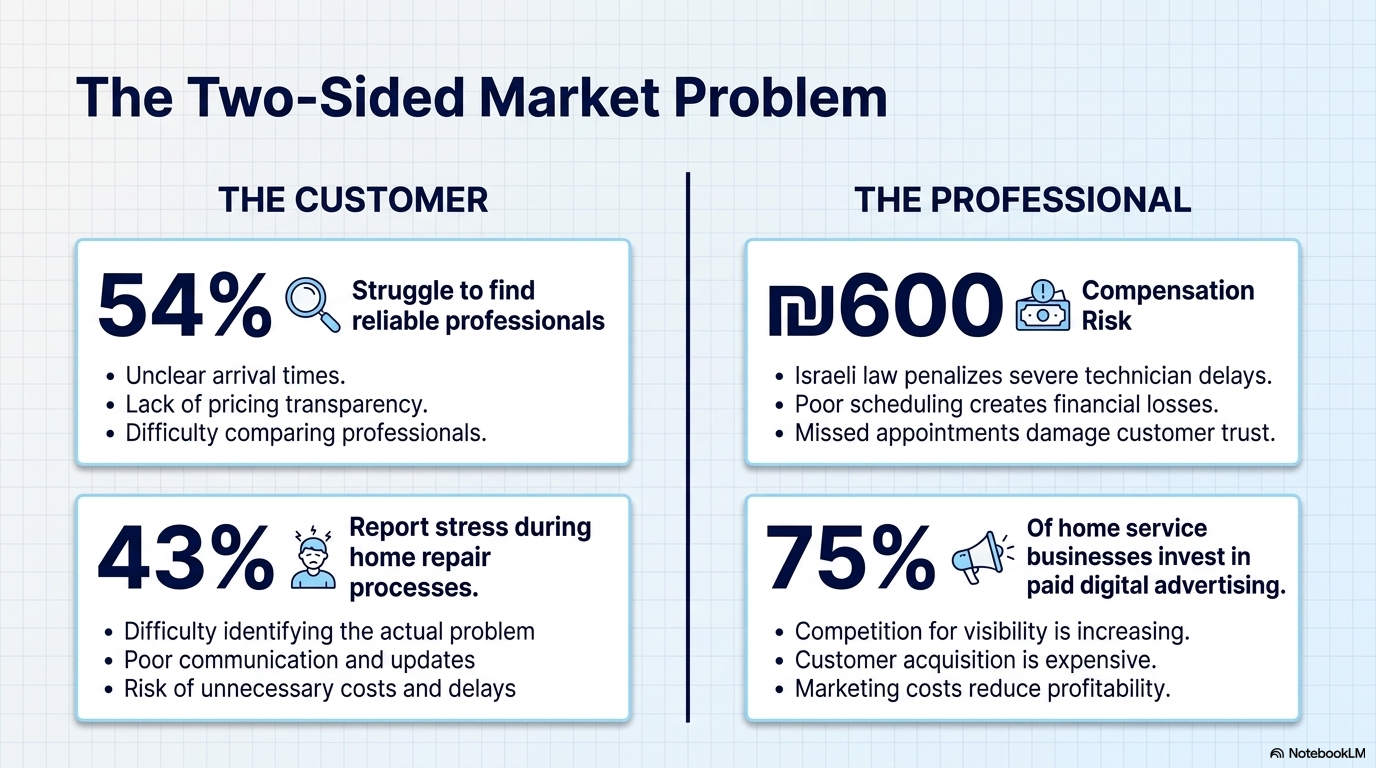 The Two-Sided Market Problem
THE CUSTOMER
54%
Struggle to find
reliable professionals
• Unclear arrival times.
• Lack of pricing transparency.
• Difficulty comparing professionals.
43%
Report stress during
home repair
processes.
• Difficulty identifying the actual problem
• Poor communication and updates
• Risk of unnecessary costs and delays
THE PROFESSIONAL
₪600
Compensation
Risk
• Israeli law penalizes severe technician delays.
• Poor scheduling creates financial losses.
• Missed appointments damage customer trust.
75%
Of home service
businesses invest in
paid digital advertising.
• Competition for visibility is increasing.
• Customer acquisition is expensive.
• Marketing costs reduce profitability.
NotebookLM